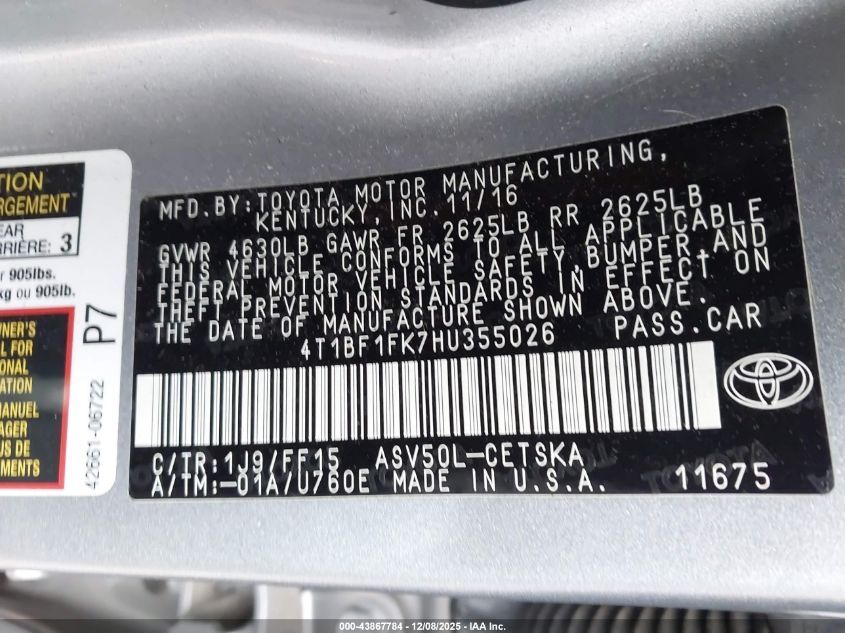 TION
RGEMENT
EAR
RRIÈRE: 3
r 905lbs.
kg ou 905lb.
WNER'S
L FOR
IONAL
ATION
MANUEL
AGER
US DE
EMENTS
P7
42661-06722
MFD.BY:TOYOTA MOTOR MANUFACTURING,
KENTUCKY,INC.11/16
GVWR 4630LB GAWR FR 2625LB RR 2625LB
THIS VEHICLE CONFORMS TO ALL APPLICABLE
FEDERAL MOTOR VEHICLE SAFETY,BUMPER,AND
THEFT PREVENTION STANDARDS IN EFFECT ON
THE DATE OF MANUFACTURE SHOWN ABOVE.
4T1BF1FK7HU355026 PASS.CAR
C/TR:1J9/FF15 ASV50L-CETSKA
A/TM:-01A/U760E MADE IN U.S.A. 11675
000-43867784 | 12/08/2025 | IAA Inc.